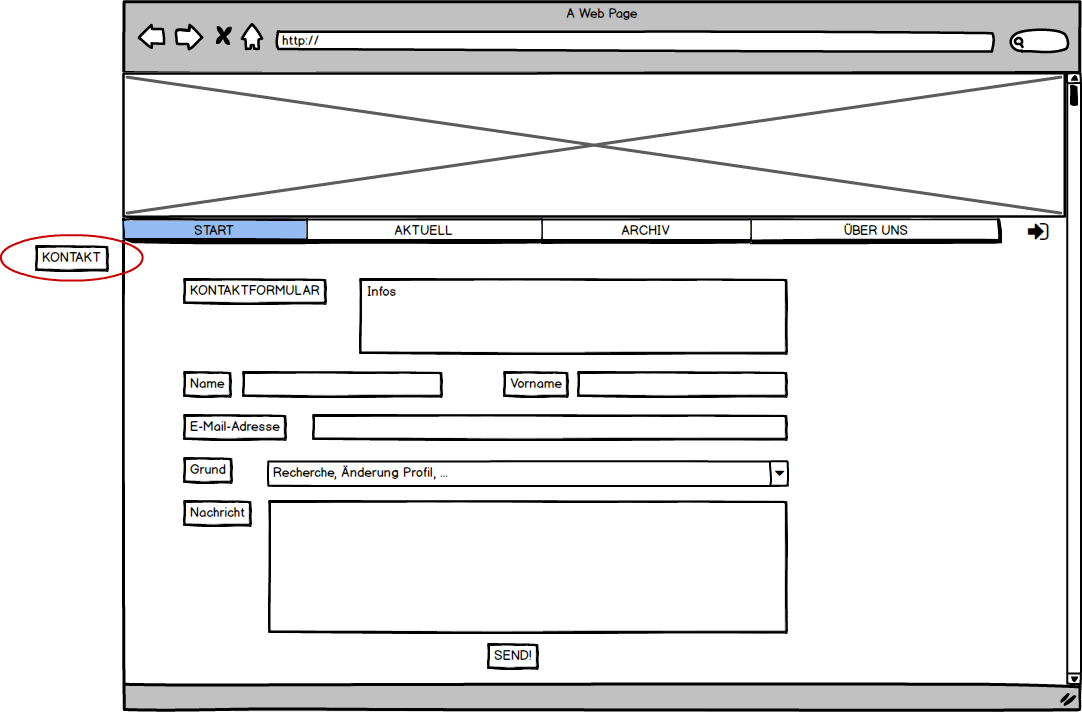 A Web Page
http://
START AKTUELL ARCHIV ÜBER UNS
KONTAKT
KONTAKTFORMULAR
Infos
Name
Vorname
E-Mail-Adresse
Grund
Recherche, Änderung Profil, ...
Nachricht
SEND!